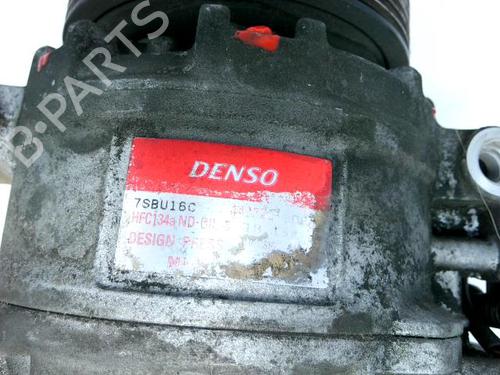 B-PARTS
DENSO
7SBU16C
HFC134a ND-OIL
DESIGN PRESS